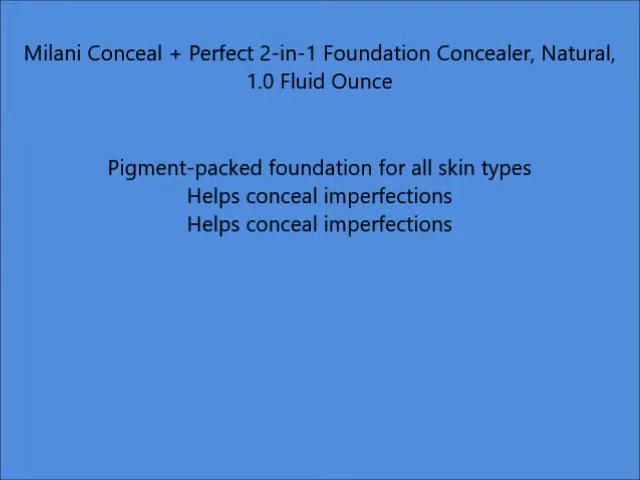 Milani Conceal + Perfect 2-in-1 Foundation Concealer, Natural,
1.0 Fluid Ounce
Pigment-packed foundation for all skin types
Helps conceal imperfections
Helps conceal imperfections